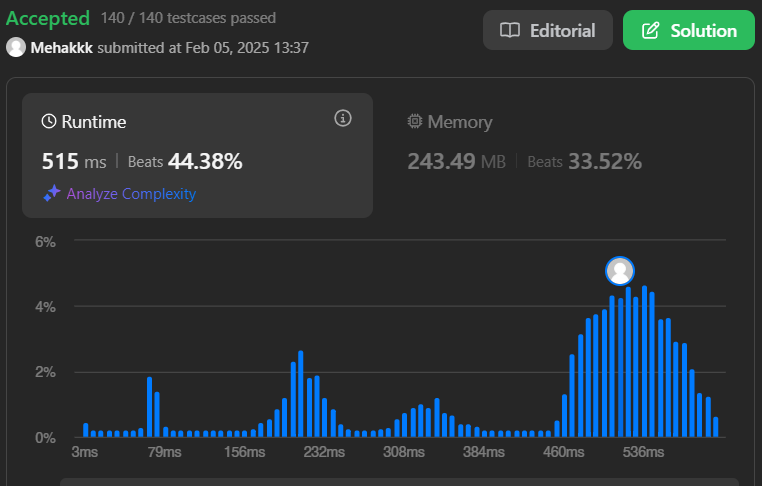 Accepted 140 / 140 testcases passed
Mehakkk submitted at Feb 05, 2025 13:37
Editorial
Solution
Runtime
515 ms | Beats 44.38%
Analyze Complexity
Memory
243.49 MB | Beats 33.52%
6%
4%
2%
0%
3ms 79ms 156ms 232ms 308ms 384ms 460ms 536ms